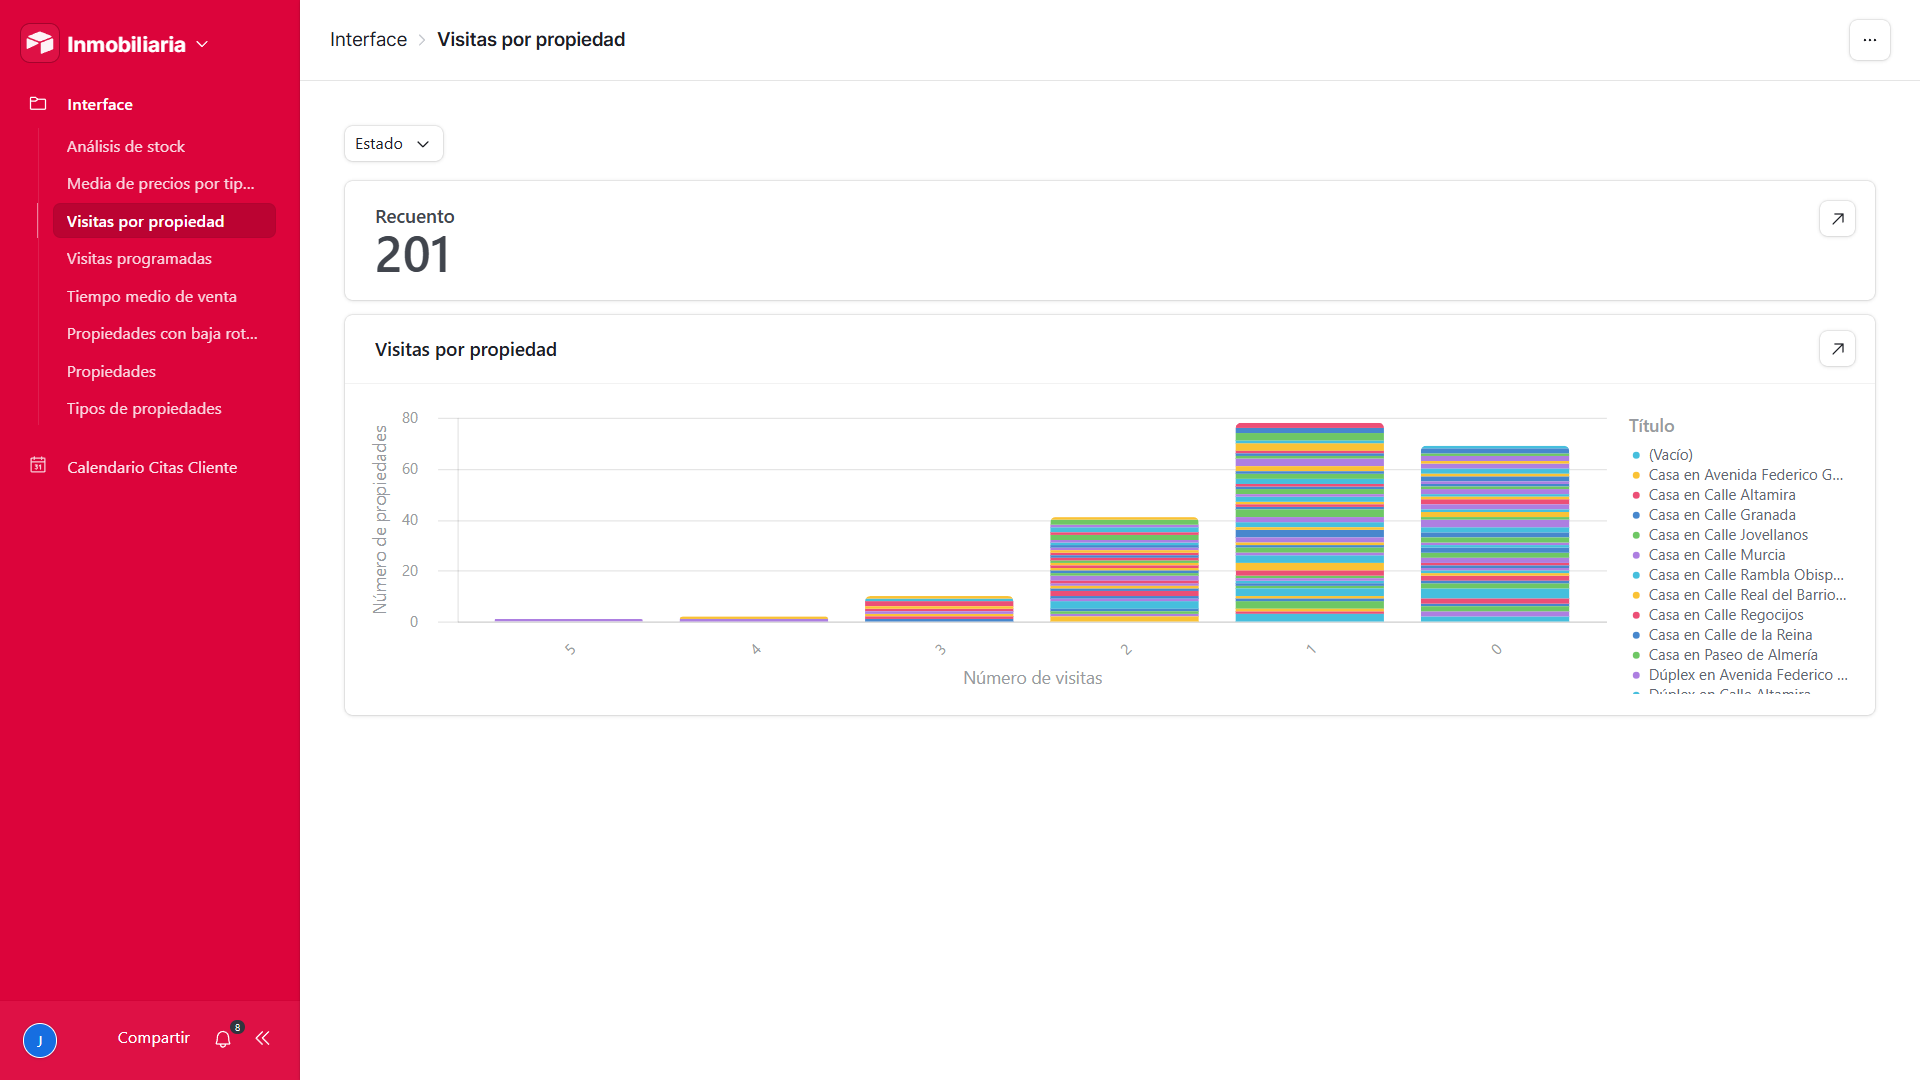 Inmobiliaria
Interface
Análisis de stock
Media de precios por tip...
Visitas por propiedad
Visitas programadas
Tiempo medio de venta
Propiedades con baja rot...
Propiedades
Tipos de propiedades
31
Calendario Citas Cliente
J
Compartir
8
Interface
Visitas por propiedad
...
Estado
Recuento
201
Visitas por propiedad
Número de propiedades
80
60
40
20
0
5
4
3
2
1
0
Número de visitas
Título
(Vacío)
Casa en Avenida Federico G...
Casa en Calle Altamira
Casa en Calle Granada
Casa en Calle Jovellanos
Casa en Calle Murcia
Casa en Calle Rambla Obisp...
Casa en Calle Real del Barrio...
Casa en Calle Regocijos
Casa en Calle de la Reina
Casa en Paseo de Almería
Dúplex en Avenida Federico ...
Dúplex en Calle Altamira